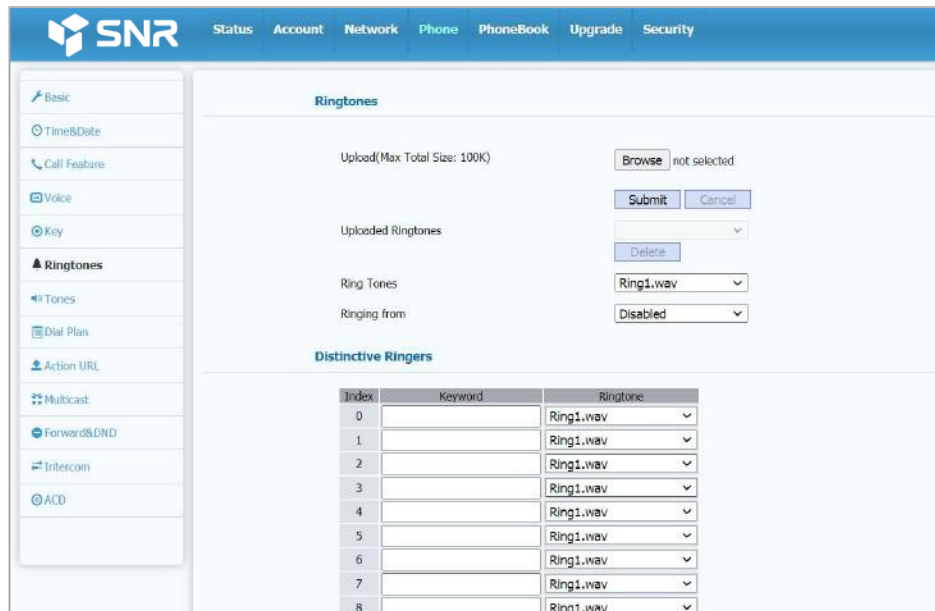 SNR
Status Account Network Phone PhoneBook Upgrade Security
Basic
Time&Date
Call Feature
Voice
Key
Ringtones
Tones
Dial Plan
Action URL
Multicast
Forward&DND
Intercom
ACD
Ringtones
Upload(Max Total Size: 100K) Browse not selected
Submit Cancel
Uploaded Ringtones
Delete
Ring Tones Ring1.wav
Ringing from Disabled
Distinctive Ringers
Index Keyword Ringtone
0 Ring1.wav
1 Ring1.wav
2 Ring1.wav
3 Ring1.wav
4 Ring1.wav
5 Ring1.wav
6 Ring1.wav
7 Ring1.wav
8 Ring1.wav